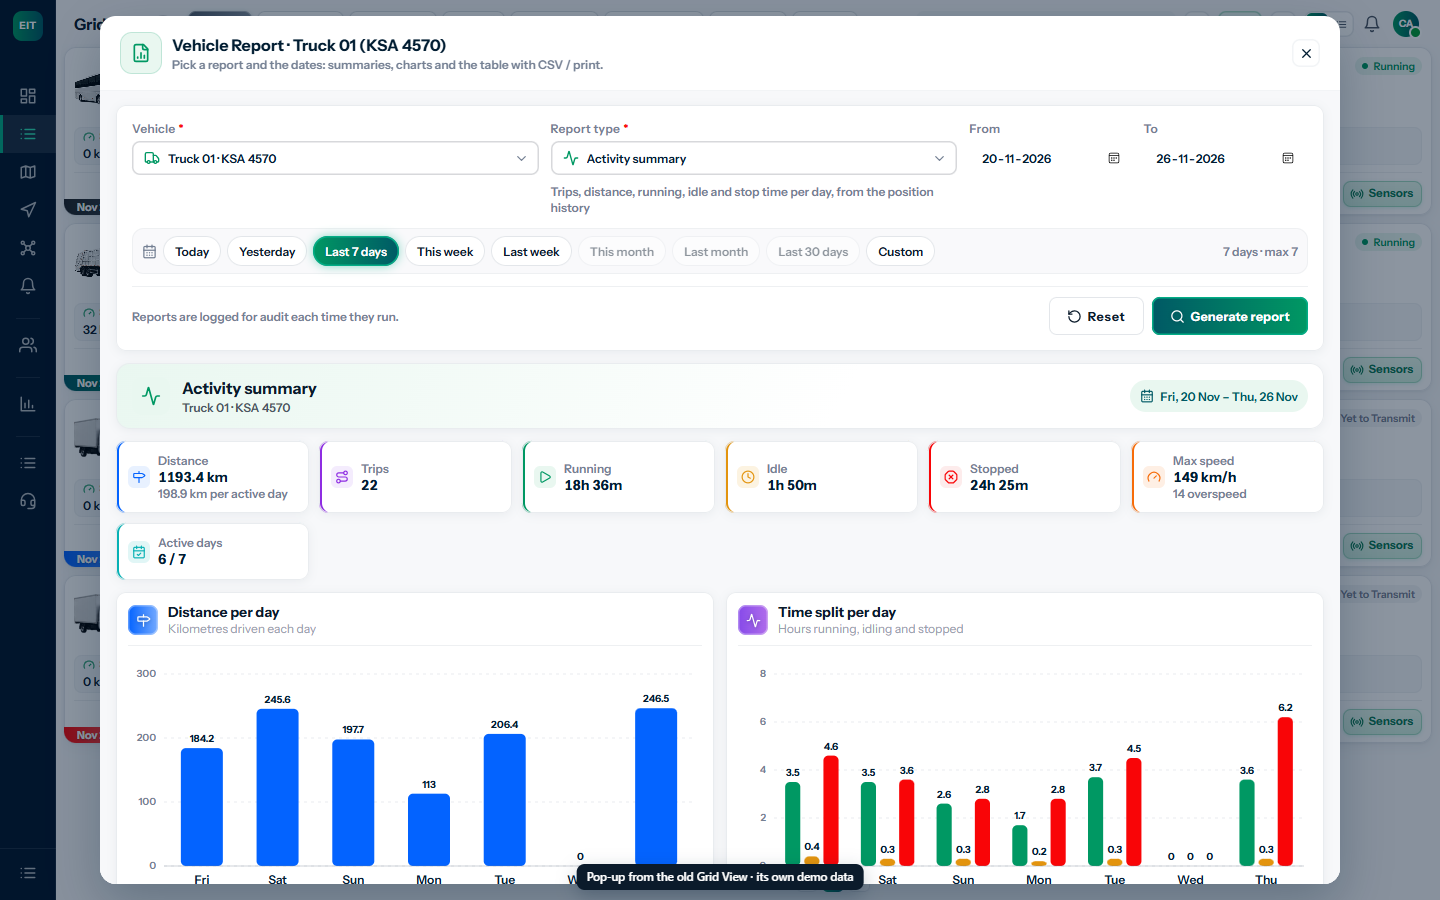 EIT
Grid
CA
Vehicle Report · Truck 01 (KSA 4570)
Pick a report and the dates: summaries, charts and the table with CSV / print.
Running
Vehicle *
Report type *
From
To
Truck 01 · KSA 4570
Activity summary
20-11-2026
26-11-2026
0 k
Trips, distance, running, idle and stop time per day, from the position
history
Sensors
Nov
Today
Yesterday
Last 7 days
This week
Last week
This month
Last month
Last 30 days
Custom
7 days · max 7
Running
Reports are logged for audit each time they run.
Reset
Generate report
32
Sensors
Nov
Activity summary
Truck 01 · KSA 4570
Fri, 20 Nov – Thu, 26 Nov
Yet to Transmit
Distance
1193.4 km
198.9 km per active day
Trips
22
Running
18h 36m
Idle
1h 50m
Stopped
24h 25m
Max speed
149 km/h
14 overspeed
0 k
Active days
6 / 7
Sensors
Nov
Yet to Transmit
Distance per day
Kilometres driven each day
Time split per day
Hours running, idling and stopped
0 k
300
200
100
0
184.2
245.6
197.7
113
206.4
0
246.5
Fri
Sat
Sun
Mon
Tue
8
6
4
2
3.5
0.4
4.6
3.5
0.3
3.6
2.6
0.3
2.8
1.7
0.2
2.8
3.7
0.3
4.5
0
0
0
3.6
0.3
6.2
Sat
Sun
Mon
Tue
Wed
Thu
Sensors
Nov
Pop-up from the old Grid View · its own demo data